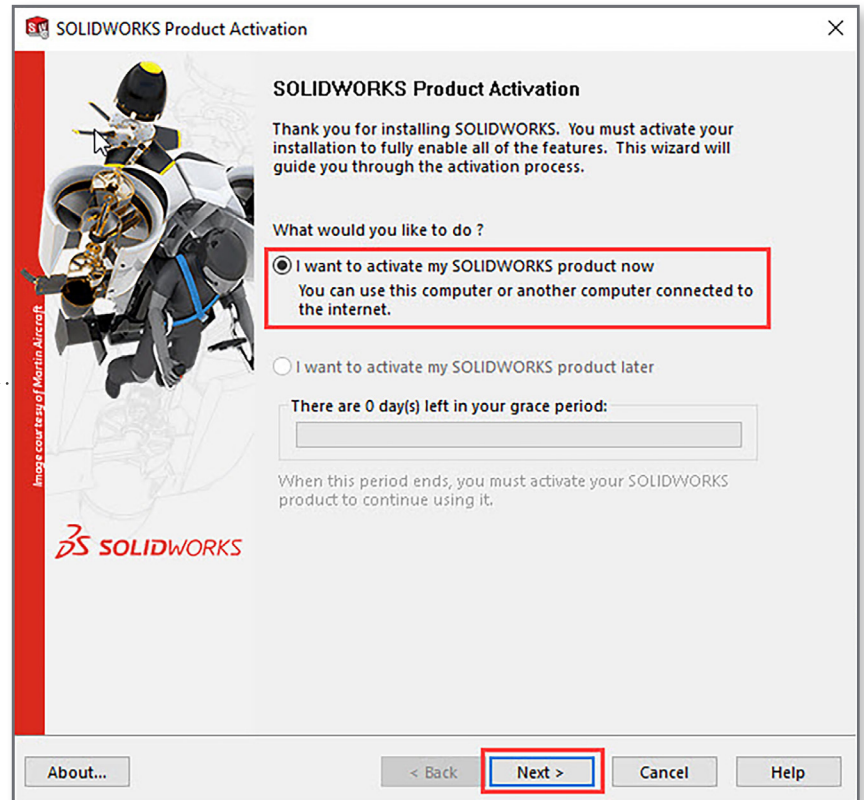 SW SOLIDWORKS Product Activation
SOLIDWORKS Product Activation
Thank you for installing SOLIDWORKS. You must activate your
installation to fully enable all of the features. This wizard will
guide you through the activation process.
What would you like to do ?
I want to activate my SOLIDWORKS product now
You can use this computer or another computer connected to
the internet.
I want to activate my SOLIDWORKS product later
There are 0 day(s) left in your grace period:
When this period ends, you must activate your SOLIDWORKS
product to continue using it.
Image courtesy of Martin Aircraft
3S SOLIDWORKS
About...
< Back
Next >
Cancel
Help